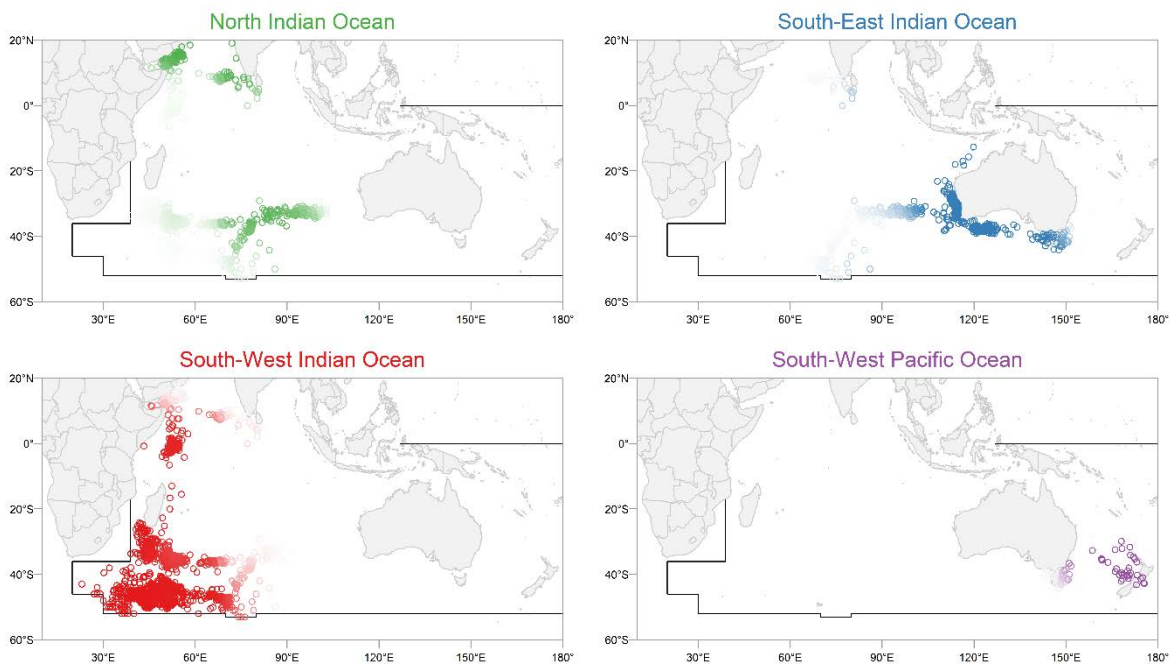 North Indian Ocean
South-East Indian Ocean
20°N
0°
20°S
40°S
60°S
30°E
60°E
90°E
120°E
150°E
180°
20°N
0°
20°S
40°S
60°S
30°E
60°E
90°E
120°E
150°E
180°
South-West Indian Ocean
South-West Pacific Ocean
20°N
0°
20°S
40°S
60°S
30°E
60°E
90°E
120°E
150°E
180°
20°N
0°
20°S
40°S
60°S
30°E
60°E
90°E
120°E
150°E
180°